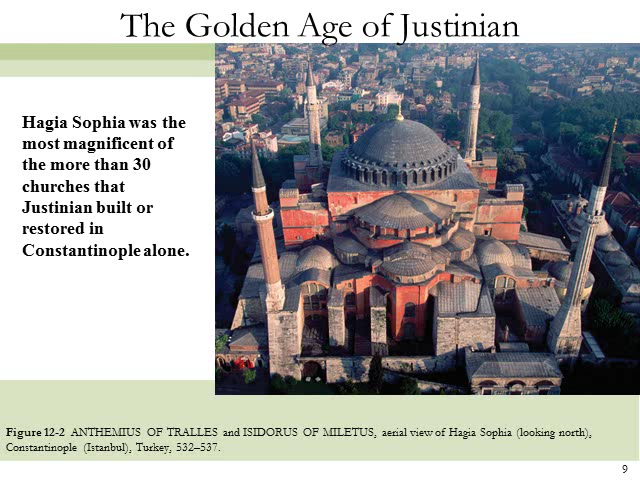 The Golden Age of Justinian
Hagia Sophia was the
most magnificent of
the more than 30
churches that
Justinian built or
restored in
Constantinople alone.
Figure 12-2 ANTHEMIUS OF TRALLES and ISIDORUS OF MILETUS, aerial view of Hagia Sophia (looking north),
Constantinople (Istanbul), Turkey, 532–537.
9